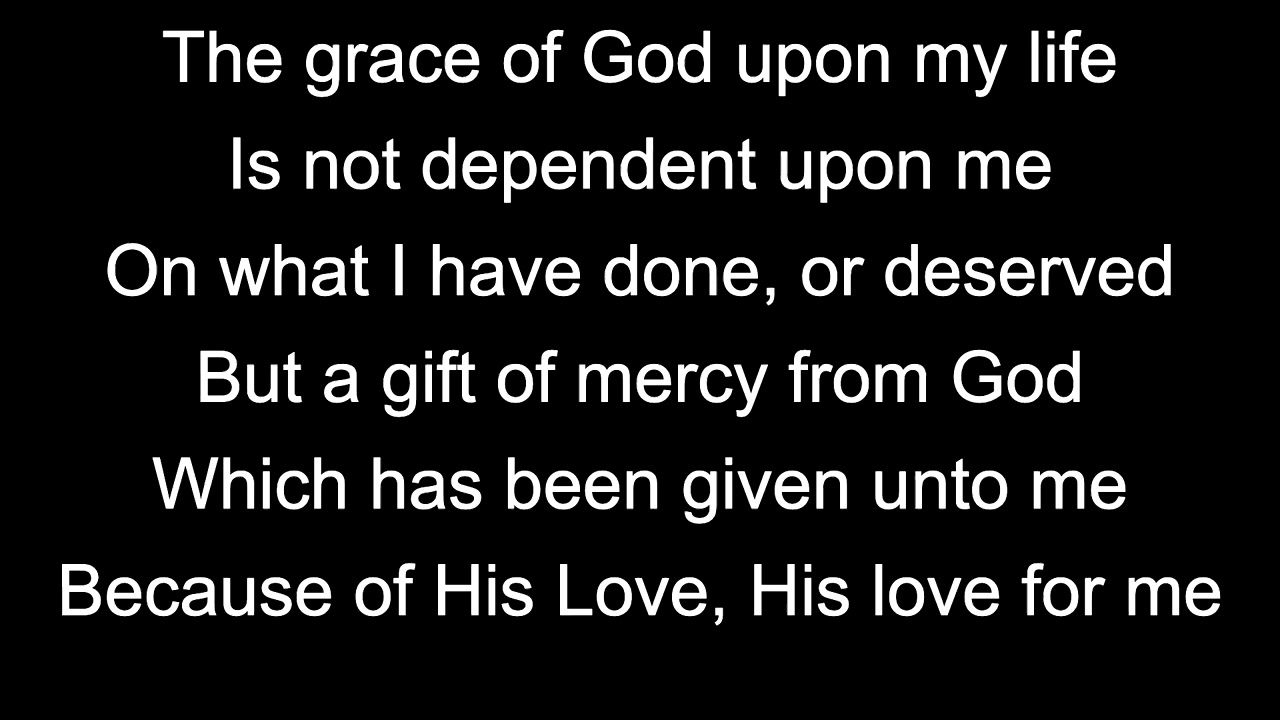 The grace of God upon my life
Is not dependent upon me
On what I have done, or deserved
But a gift of mercy from God
Which has been given unto me
Because of His Love, His love for me